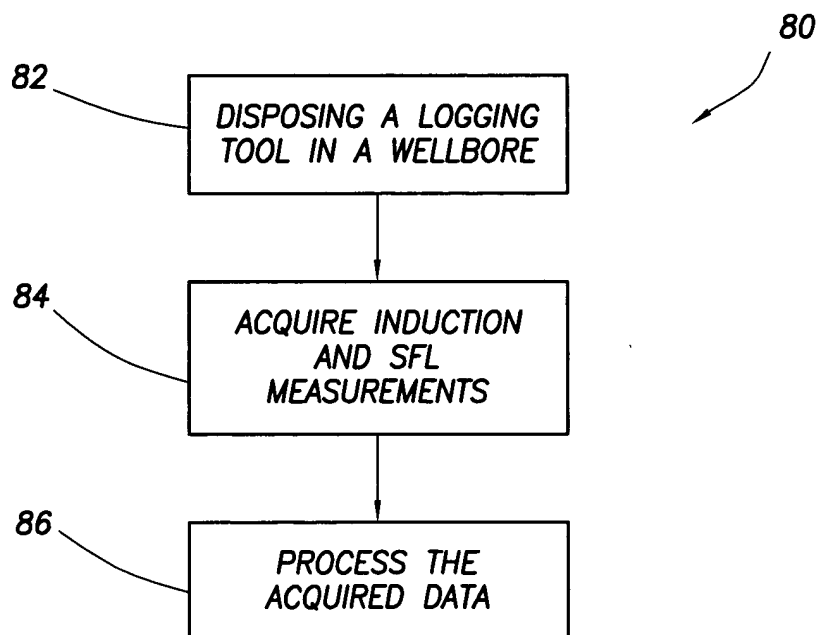 80
82
DISPOSING A LOGGING
TOOL IN A WELLBORE
84
ACQUIRE INDUCTION
AND SFL
MEASUREMENTS
86
PROCESS THE
ACQUIRED DATA